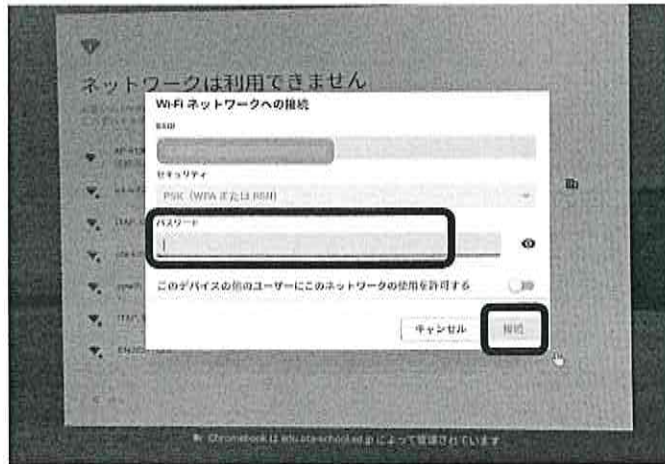 ネットワークは利用できません
Wi-Fi ネットワークへの接続
SSID
セキュリティ
PSK (WPA または RSN)
パスワード
このデバイスの他のユーザーにこのネットワークの使用を許可する
キャンセル
接続
Chromebook は edu.ota-school.ed.jp によって管理されています